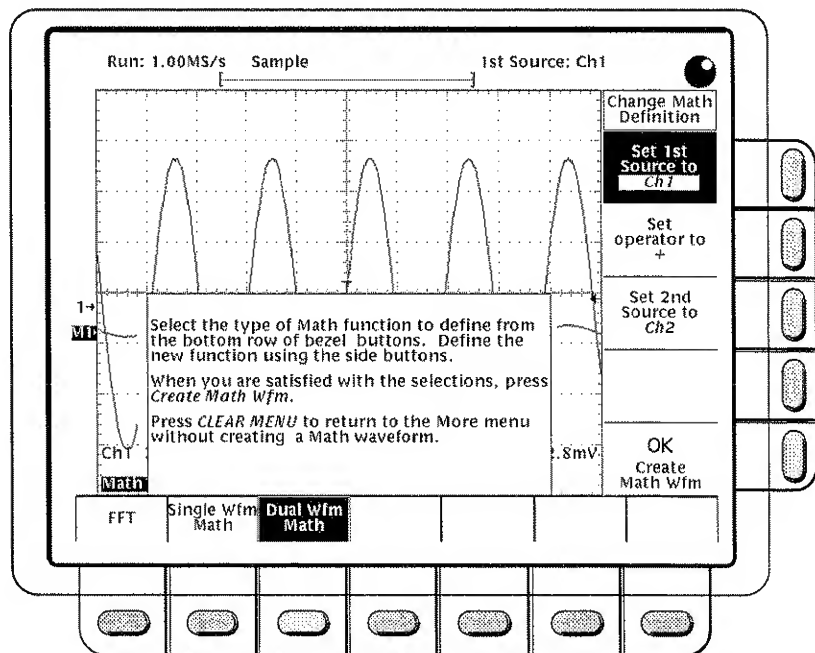 Run: 1.00MS/s Sample 1st Source: Ch1
Change Math
Definition
Set 1st
Source to
Ch1
Set
operator to
+
Set 2nd
Source to
Ch2
1→
M1
Select the type of Math function to define from
the bottom row of bezel buttons. Define the
new function using the side buttons.
When you are satisfied with the selections, press
Create Math Wfm.
Press CLEAR MENU to return to the More menu
without creating a Math waveform.
Ch1
.8mV
Math
OK
Create
Math Wfm
FFT
Single Wfm
Math
Dual Wfm
Math